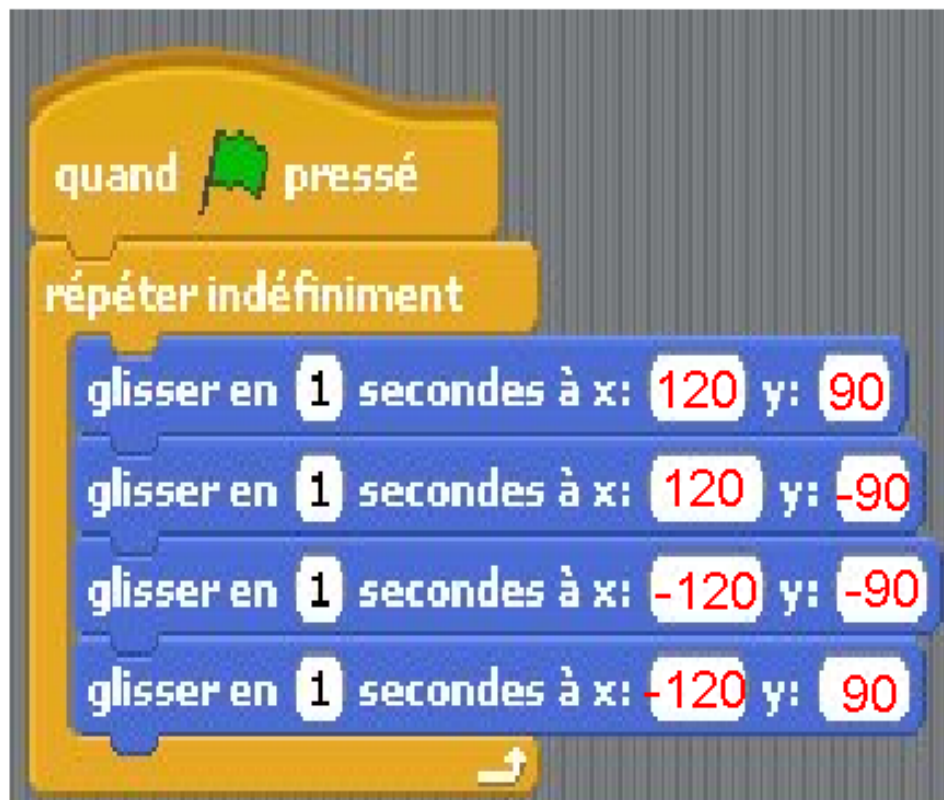 quand pressé
répéter indéfiniment
glisser en 1 secondes à x: 120 y: 90
glisser en 1 secondes à x: 120 y: -90
glisser en 1 secondes à x: -120 y: -90
glisser en 1 secondes à x: -120 y: 90